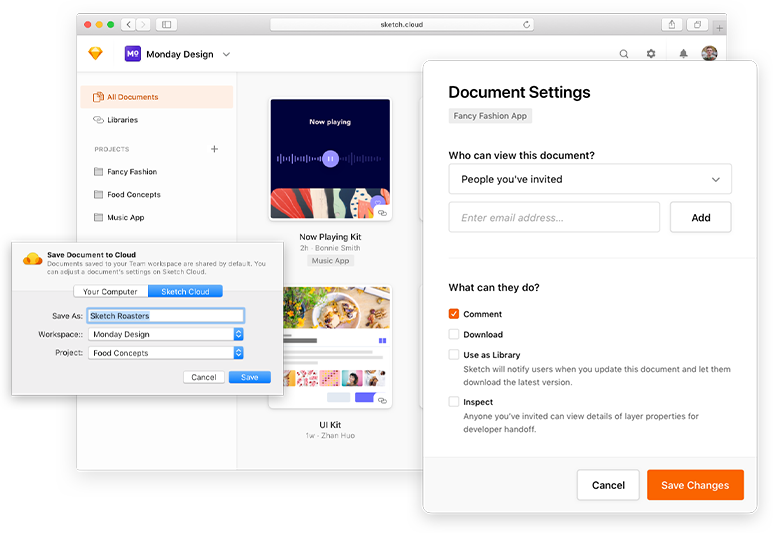 sketch.cloud
Mo
Monday Design
All Documents
Libraries
PROJECTS
Fancy Fashion
Food Concepts
Music App
Now playing
Now Playing Kit
2h · Bonnie Smith
Music App
UI Kit
1w · Zhan Huo
Save Document to Cloud
Documents saved to your Team workspace are shared by default. You
can adjust a document's settings on Sketch Cloud.
Your Computer
Sketch Cloud
Save As: Sketch Roasters
Workspace:: Monday Design
Project: Food Concepts
Cancel
Save
Document Settings
Fancy Fashion App
Who can view this document?
People you've invited
Enter email address...
Add
What can they do?
Comment
Download
Use as Library
Sketch will notify users when you update this document and let them
download the latest version.
Inspect
Anyone you've invited can view details of layer properties for
developer handoff.
Cancel
Save Changes